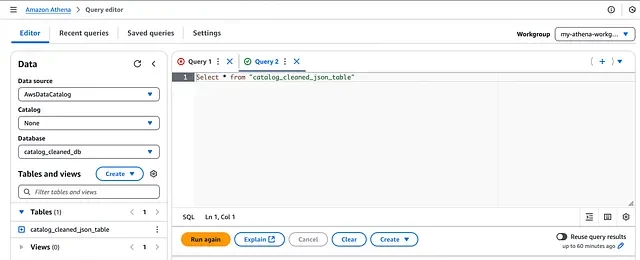 Amazon Athena > Query editor
Editor Recent queries Saved queries Settings
Workgroup my-athena-workg...
Data
Data source
AwsDataCatalog
Catalog
None
Database
catalog_cleaned_db
Tables and views Create
Filter tables and views
Tables (1) 1
catalog_cleaned_json_table
Views (0) 1
Query 1 Query 2
1 Select * from "catalog_cleaned_json_table"
SQL Ln 1, Col 1
Run again Explain Cancel Clear Create
Reuse query results
up to 60 minutes ago